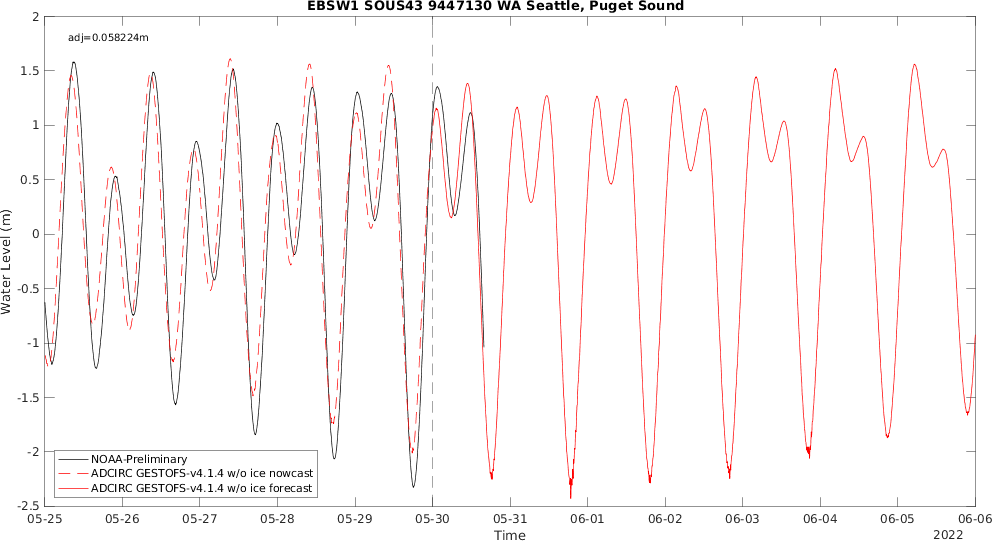 EBSW1 SOUS43 9447130 WA Seattle, Puget Sound
adj=0.058224m
2
1.5
1
0.5
0
-0.5
-1
-1.5
-2
-2.5
Water Level (m)
NOAA-Preliminary
ADCIRC GESTOFS-v4.1.4 w/o ice nowcast
ADCIRC GESTOFS-v4.1.4 w/o ice forecast
05-25 05-26 05-27 05-28 05-29 05-30 05-31 06-01 06-02 06-03 06-04 06-05 06-06
Time
2022